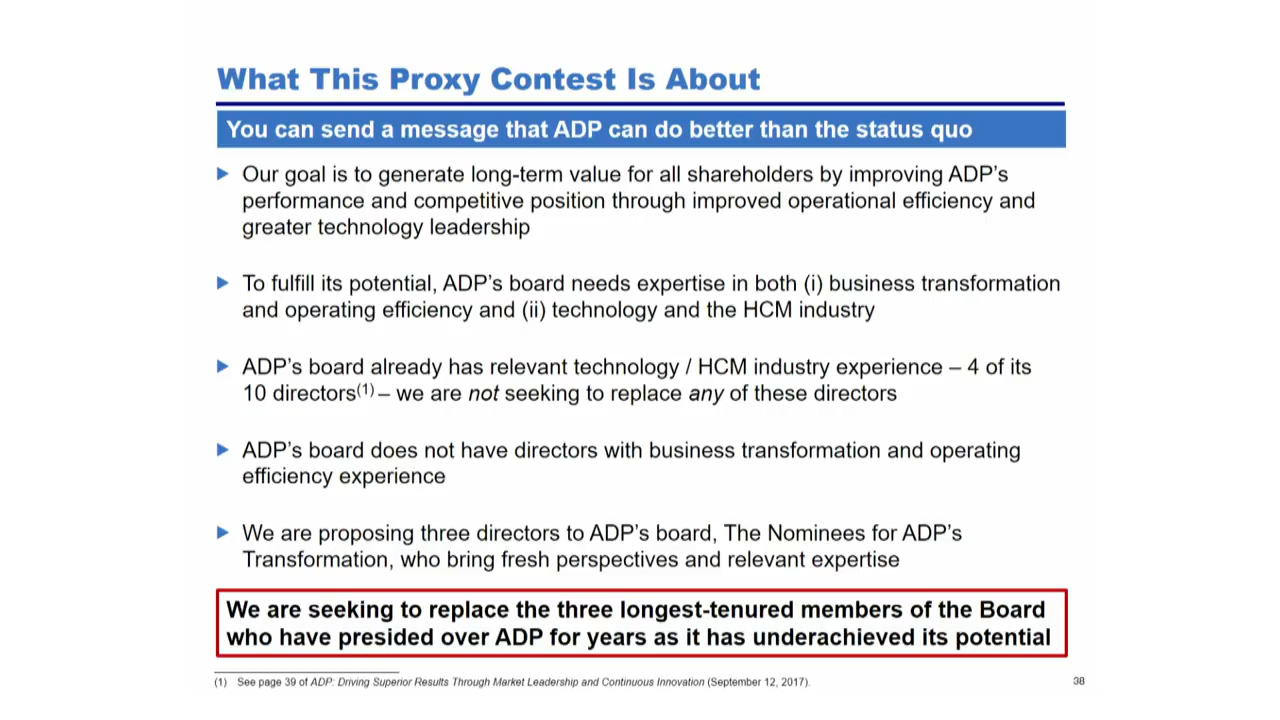 What This Proxy Contest Is About
You can send a message that ADP can do better than the status quo
Our goal is to generate long-term value for all shareholders by improving ADP's
performance and competitive position through improved operational efficiency and
greater technology leadership
To fulfill its potential, ADP's board needs expertise in both (i) business transformation
and operating efficiency and (ii) technology and the HCM industry
ADP's board already has relevant technology / HCM industry experience – 4 of its
10 directors(1) – we are not seeking to replace any of these directors
ADP's board does not have directors with business transformation and operating
efficiency experience
We are proposing three directors to ADP's board, The Nominees for ADP's
Transformation, who bring fresh perspectives and relevant expertise
We are seeking to replace the three longest-tenured members of the Board
who have presided over ADP for years as it has underachieved its potential
(1) See page 39 of ADP: Driving Superior Results Through Market Leadership and Continuous Innovation (September 12, 2017).
38